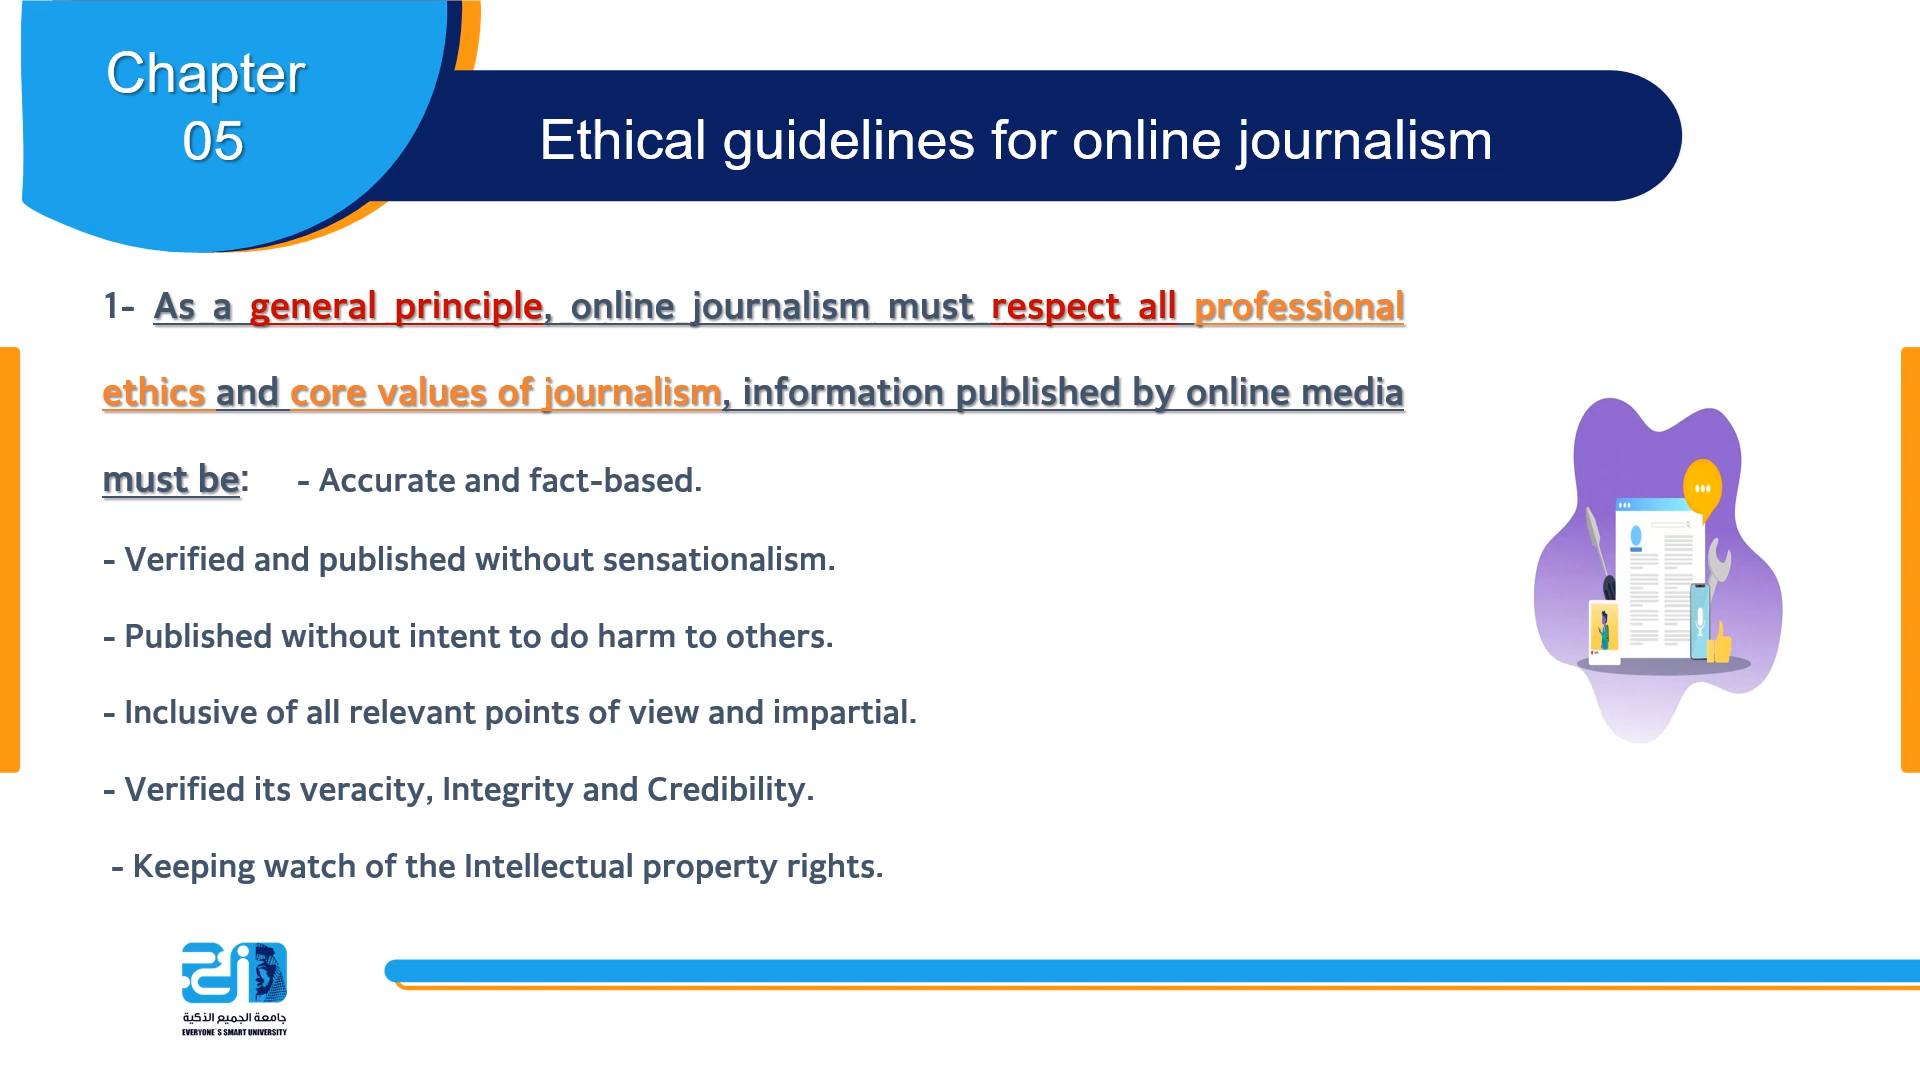 Chapter
05
Ethical guidelines for online journalism
1- As a general principle, online journalism must respect all professional
ethics and core values of journalism, information published by online media
must be: - Accurate and fact-based.
- Verified and published without sensationalism.
- Published without intent to do harm to others.
- Inclusive of all relevant points of view and impartial.
- Verified its veracity, Integrity and Credibility.
- Keeping watch of the Intellectual property rights.
جامعة الجميع الذكية
EVERYONE`S SMART UNIVERSITY